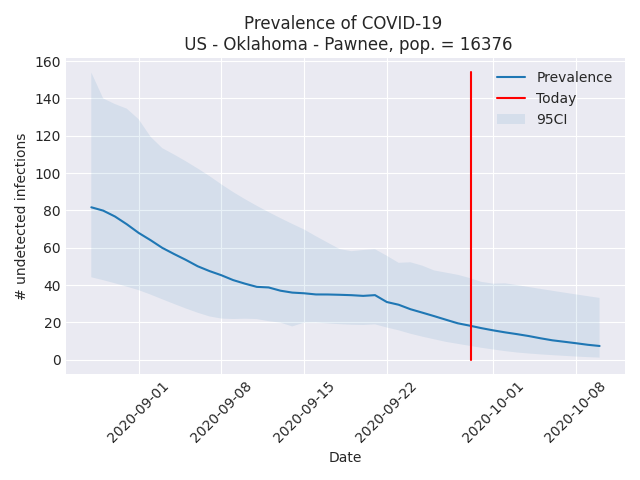 Prevalence of COVID-19
US - Oklahoma - Pawnee, pop. = 16376
160
140
120
100
80
60
40
20
0
# undetected infections
Prevalence
Today
95CI
2020-09-01
2020-09-08
2020-09-15
2020-09-22
2020-10-01
2020-10-08
Date